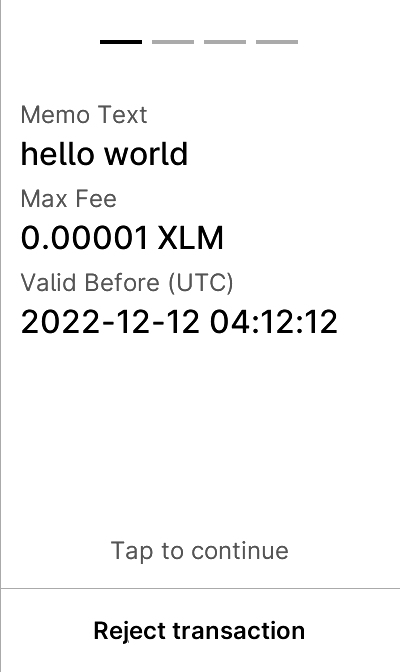 Memo Text
hello world
Max Fee
0.00001 XLM
Valid Before (UTC)
2022-12-12 04:12:12
Tap to continue
Reject transaction